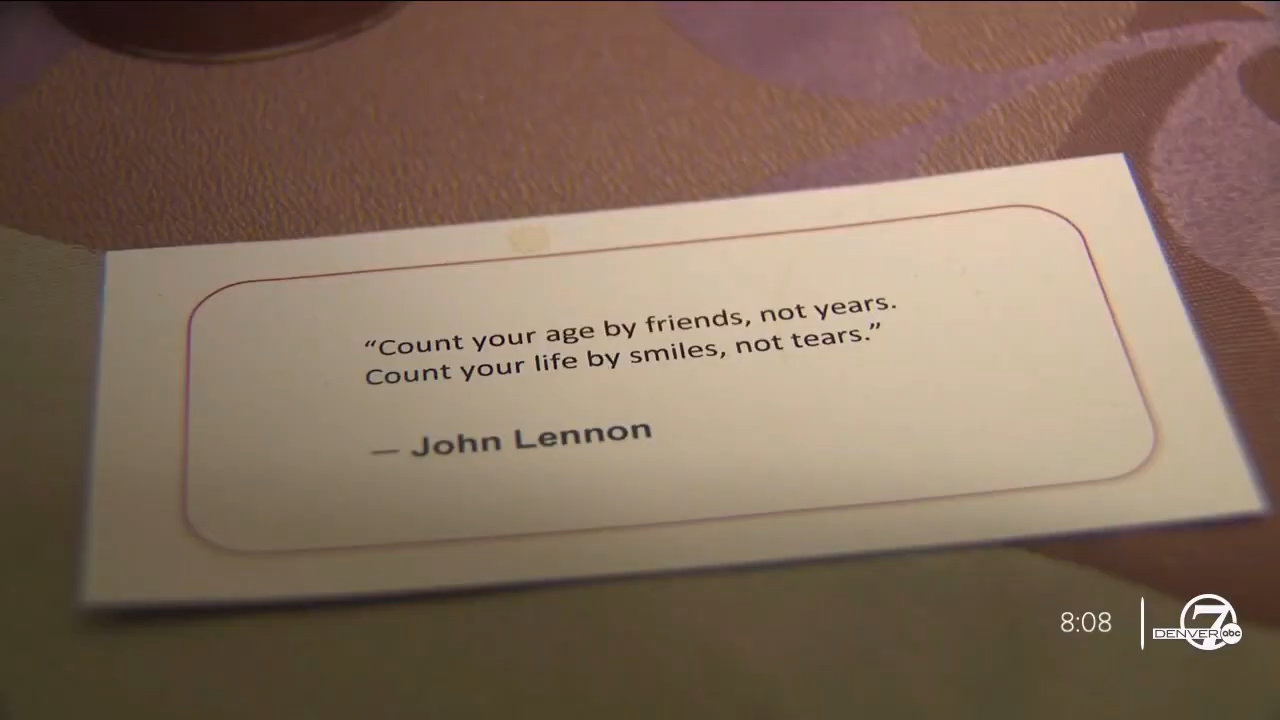 “Count your age by friends, not years.
Count your life by smiles, not tears.”
— John Lennon
8:08
DENVER 7 abc